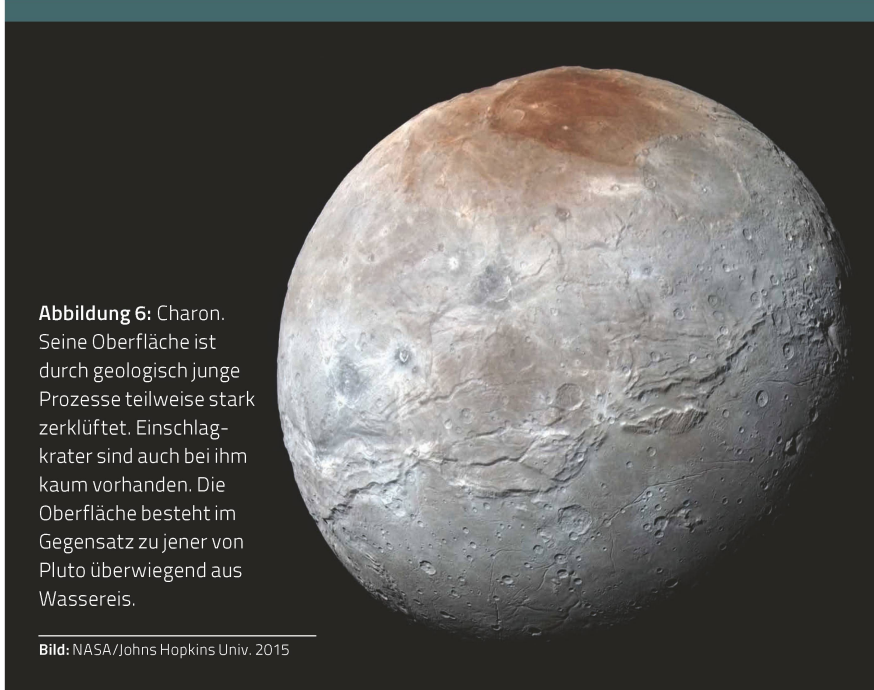 Abbildung 6: Charon.
Seine Oberfläche ist
durch geologisch junge
Prozesse teilweise stark
zerklüftet. Einschlag-
krater sind auch bei ihm
kaum vorhanden. Die
Oberfläche besteht im
Gegensatz zu jener von
Pluto überwiegend aus
Wassereis.
Bild: NASA/Johns Hopkins Univ. 2015